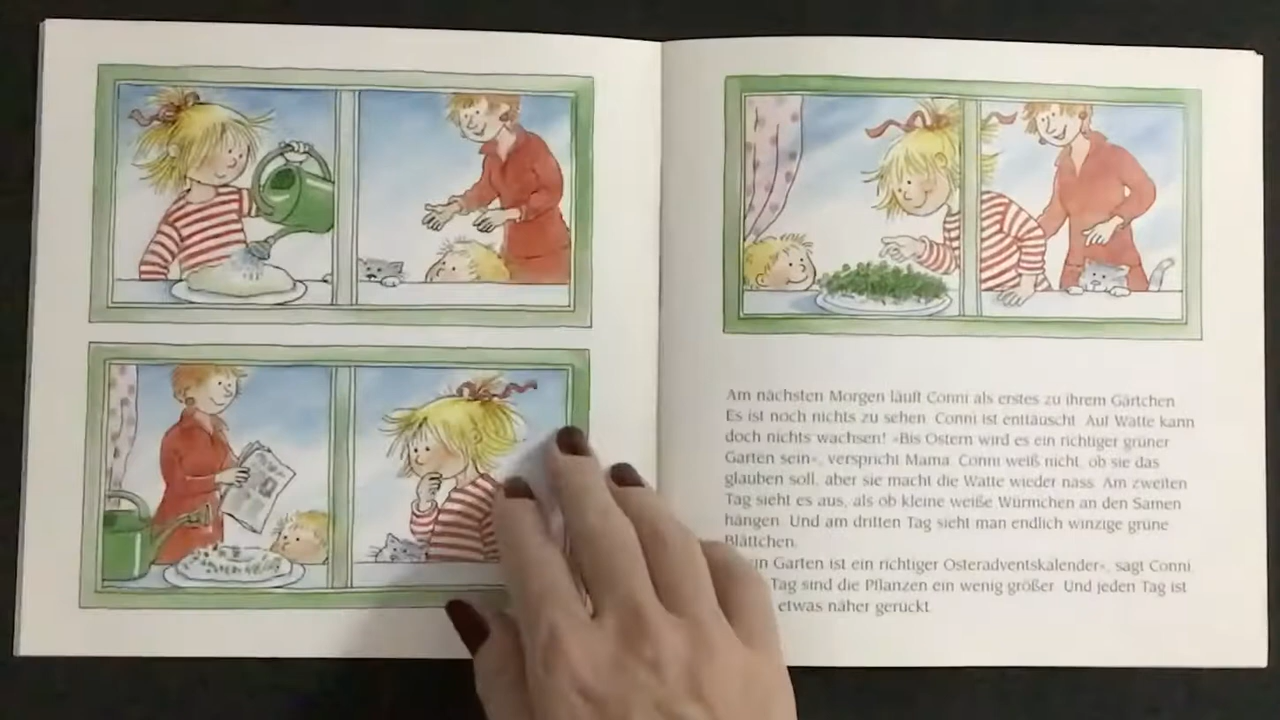 Am nächsten Morgen läuft Conni als erstes zu ihrem Gärtchen.
Es ist noch nichts zu sehen. Conni ist enttäuscht. Auf Watte kann
doch nichts wachsen! »Bis Ostern wird es ein richtiger grüner
Garten sein«, verspricht Mama. Conni weiß nicht, ob sie das
glauben soll, aber sie macht die Watte wieder nass. Am zweiten
Tag sieht es aus, als ob kleine weiße Würmchen an den Samen
hängen. Und am dritten Tag sieht man endlich winzige grüne
Blättchen.
Garten ist ein richtiger Osteradventskalender«, sagt Conni.
Tag sind die Pflanzen ein wenig größer. Und jeden Tag ist
etwas näher gerückt.